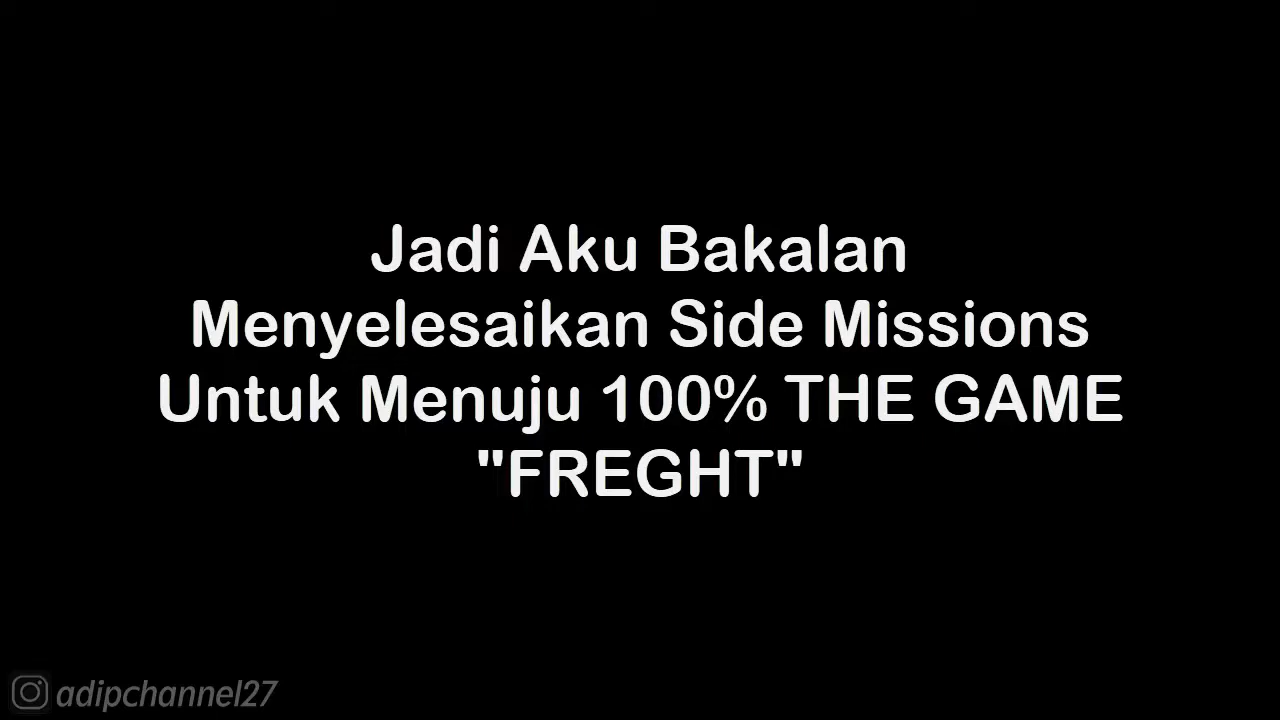 Jadi Aku Bakalan
Menyelesaikan Side Missions
Untuk Menuju 100% THE GAME
"FREGHT"
adipchannel27